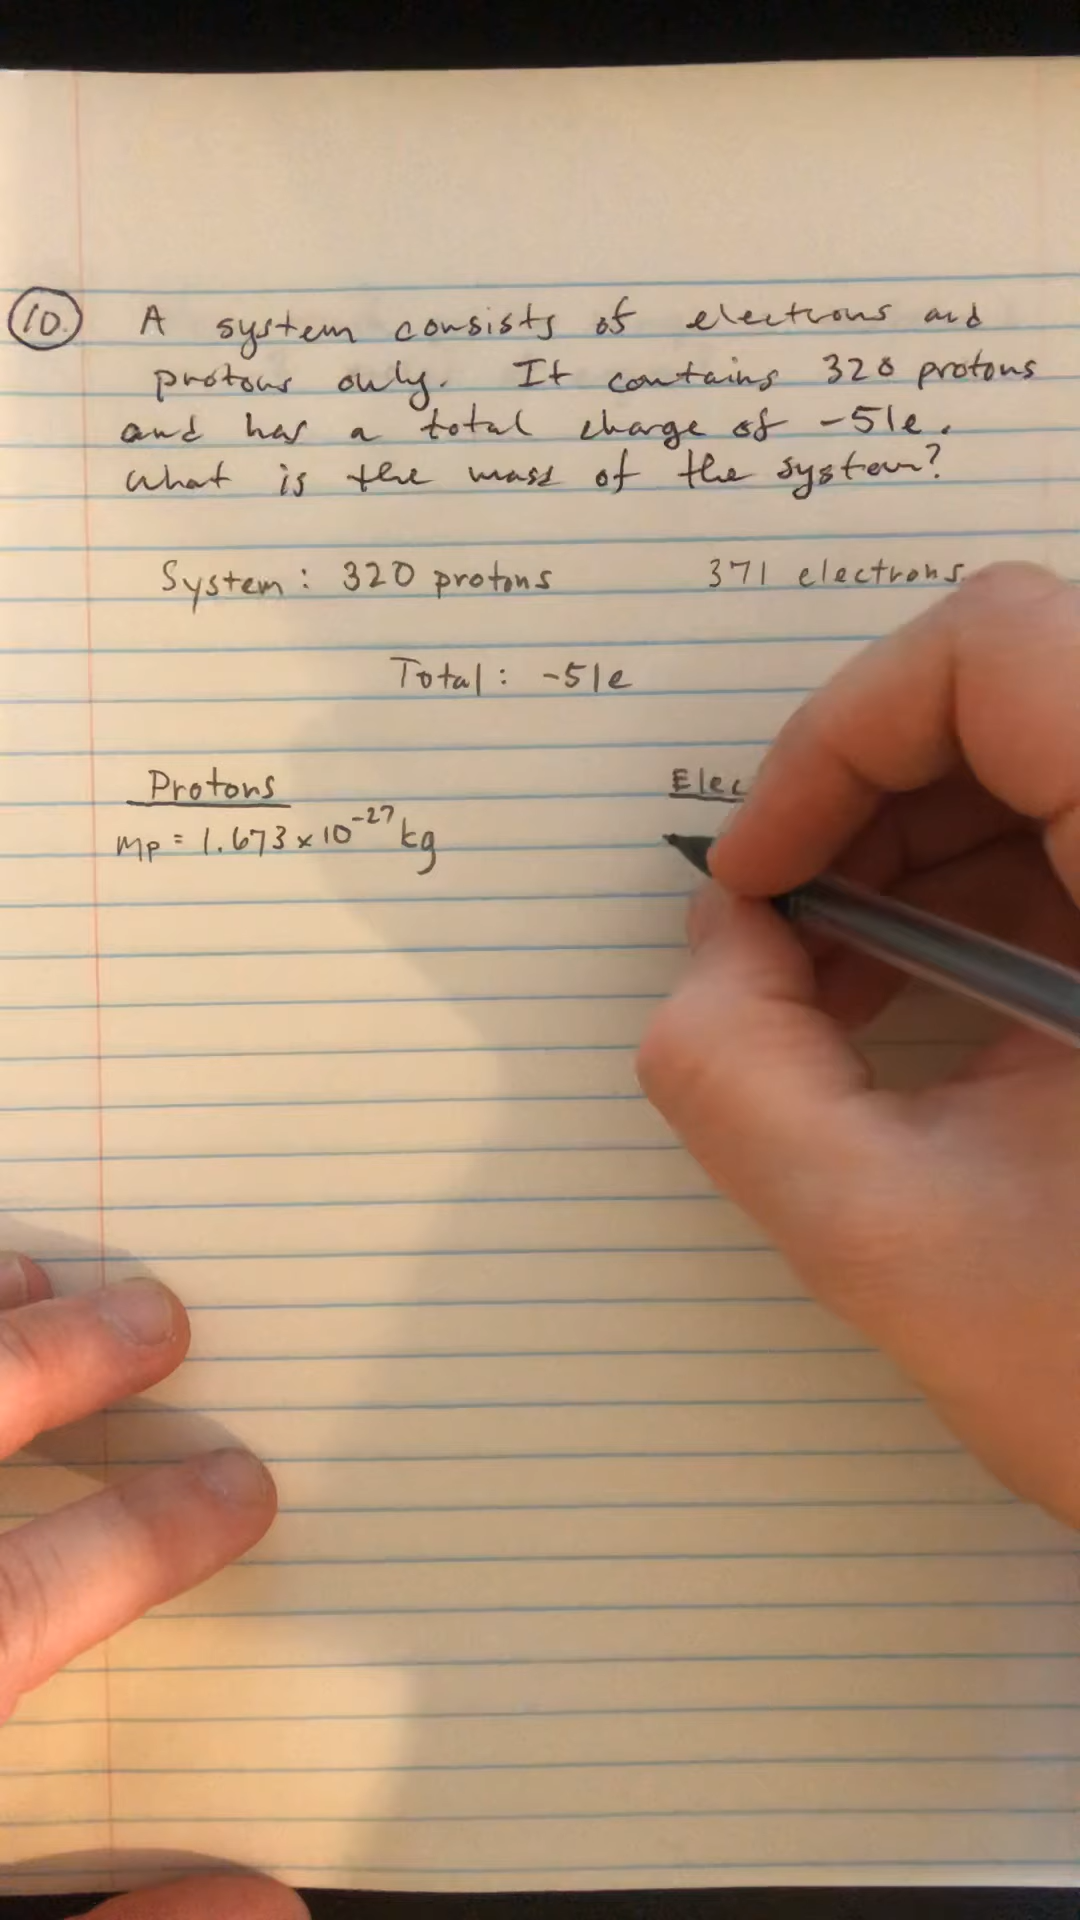 10. A system consists of electrons and
protons only. It contains 320 protons
and has a total charge of -51e.
What is the mass of the system?
System: 320 protons 371 electrons
Total: -51e
Protons Elec
mp = 1.673 x 10^-27 kg